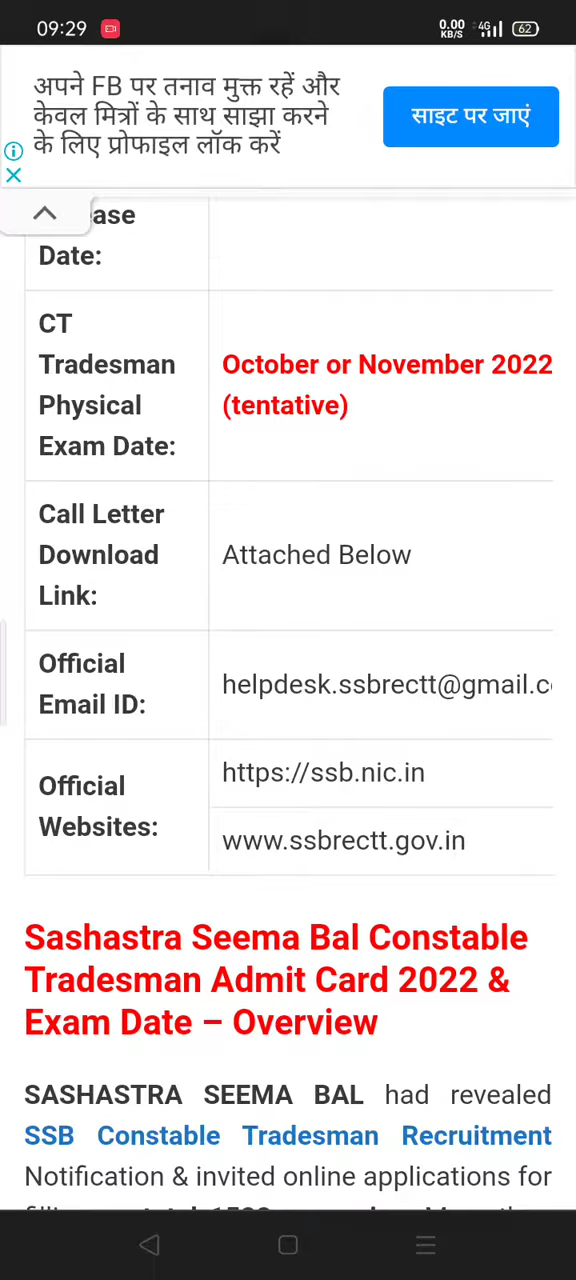 09:29
0.00
KB/S
4G
62
अपने FB पर तनाव मुक्त रहें और
केवल मित्रों के साथ साझा करने
के लिए प्रोफाइल लॉक करें
साइट पर जाएं
ase
Date:
CT
Tradesman
Physical
Exam Date:
October or November 2022
(tentative)
Call Letter
Download
Link:
Attached Below
Official
Email ID:
helpdesk.ssbrectt@gmail.c
Official
Websites:
https://ssb.nic.in
www.ssbrectt.gov.in
Sashastra Seema Bal Constable
Tradesman Admit Card 2022 &
Exam Date – Overview
SASHASTRA SEEMA BAL had revealed
SSB Constable Tradesman Recruitment
Notification & invited online applications for